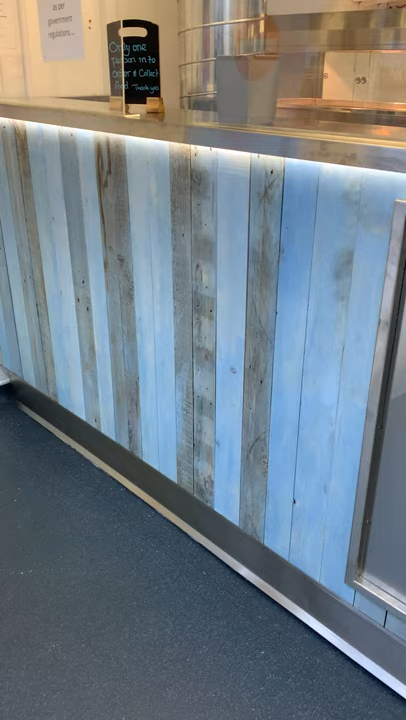 as per
government
regulations...
Only one
person in to
order & Collect
food. Thank you